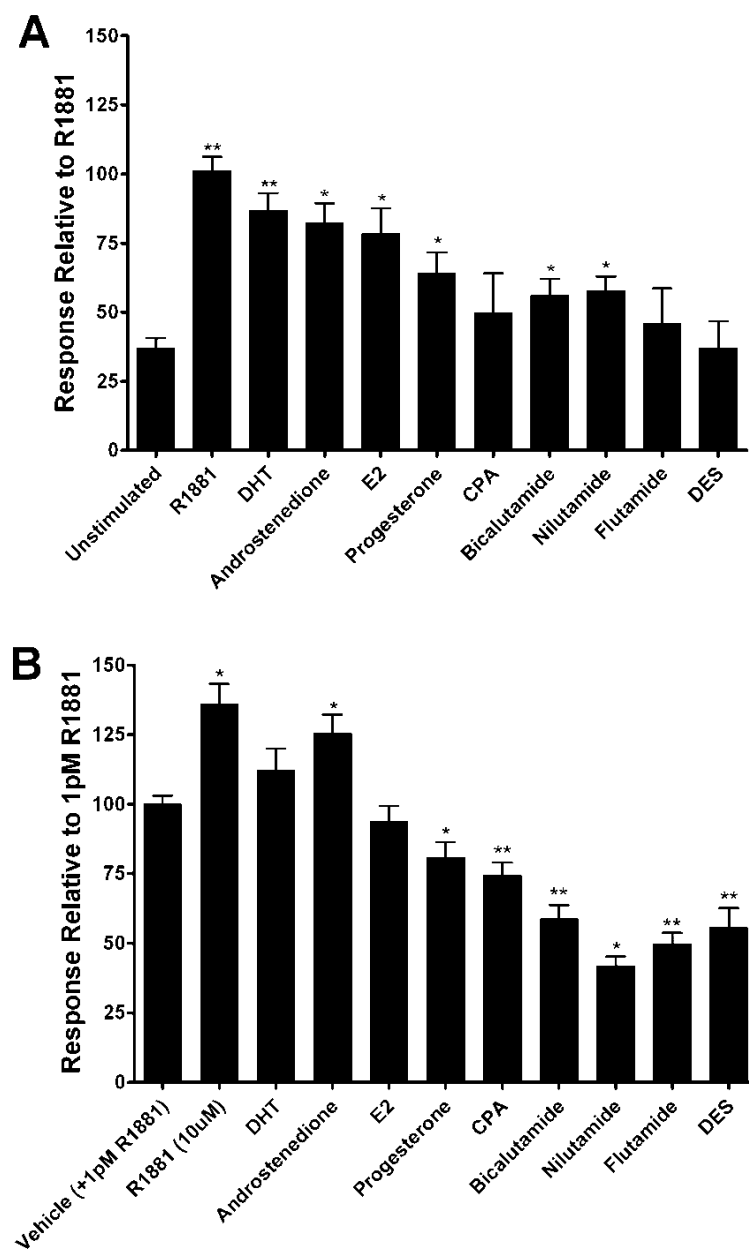 A
Response Relative to R1881
150
125
100
75
50
25
0
** ** * * * * *
Unstimulated
R1881
DHT
Androstenedione
E2
Progesterone
CPA
Bicalutamide
Nilutamide
Flutamide
DES
B
Response Relative to 1pM R1881
150
125
100
75
50
25
0
* * * ** ** * ** **
Vehicle (+1pM R1881)
R1881 (10uM)
DHT
Androstenedione
E2
Progesterone
CPA
Bicalutamide
Nilutamide
Flutamide
DES